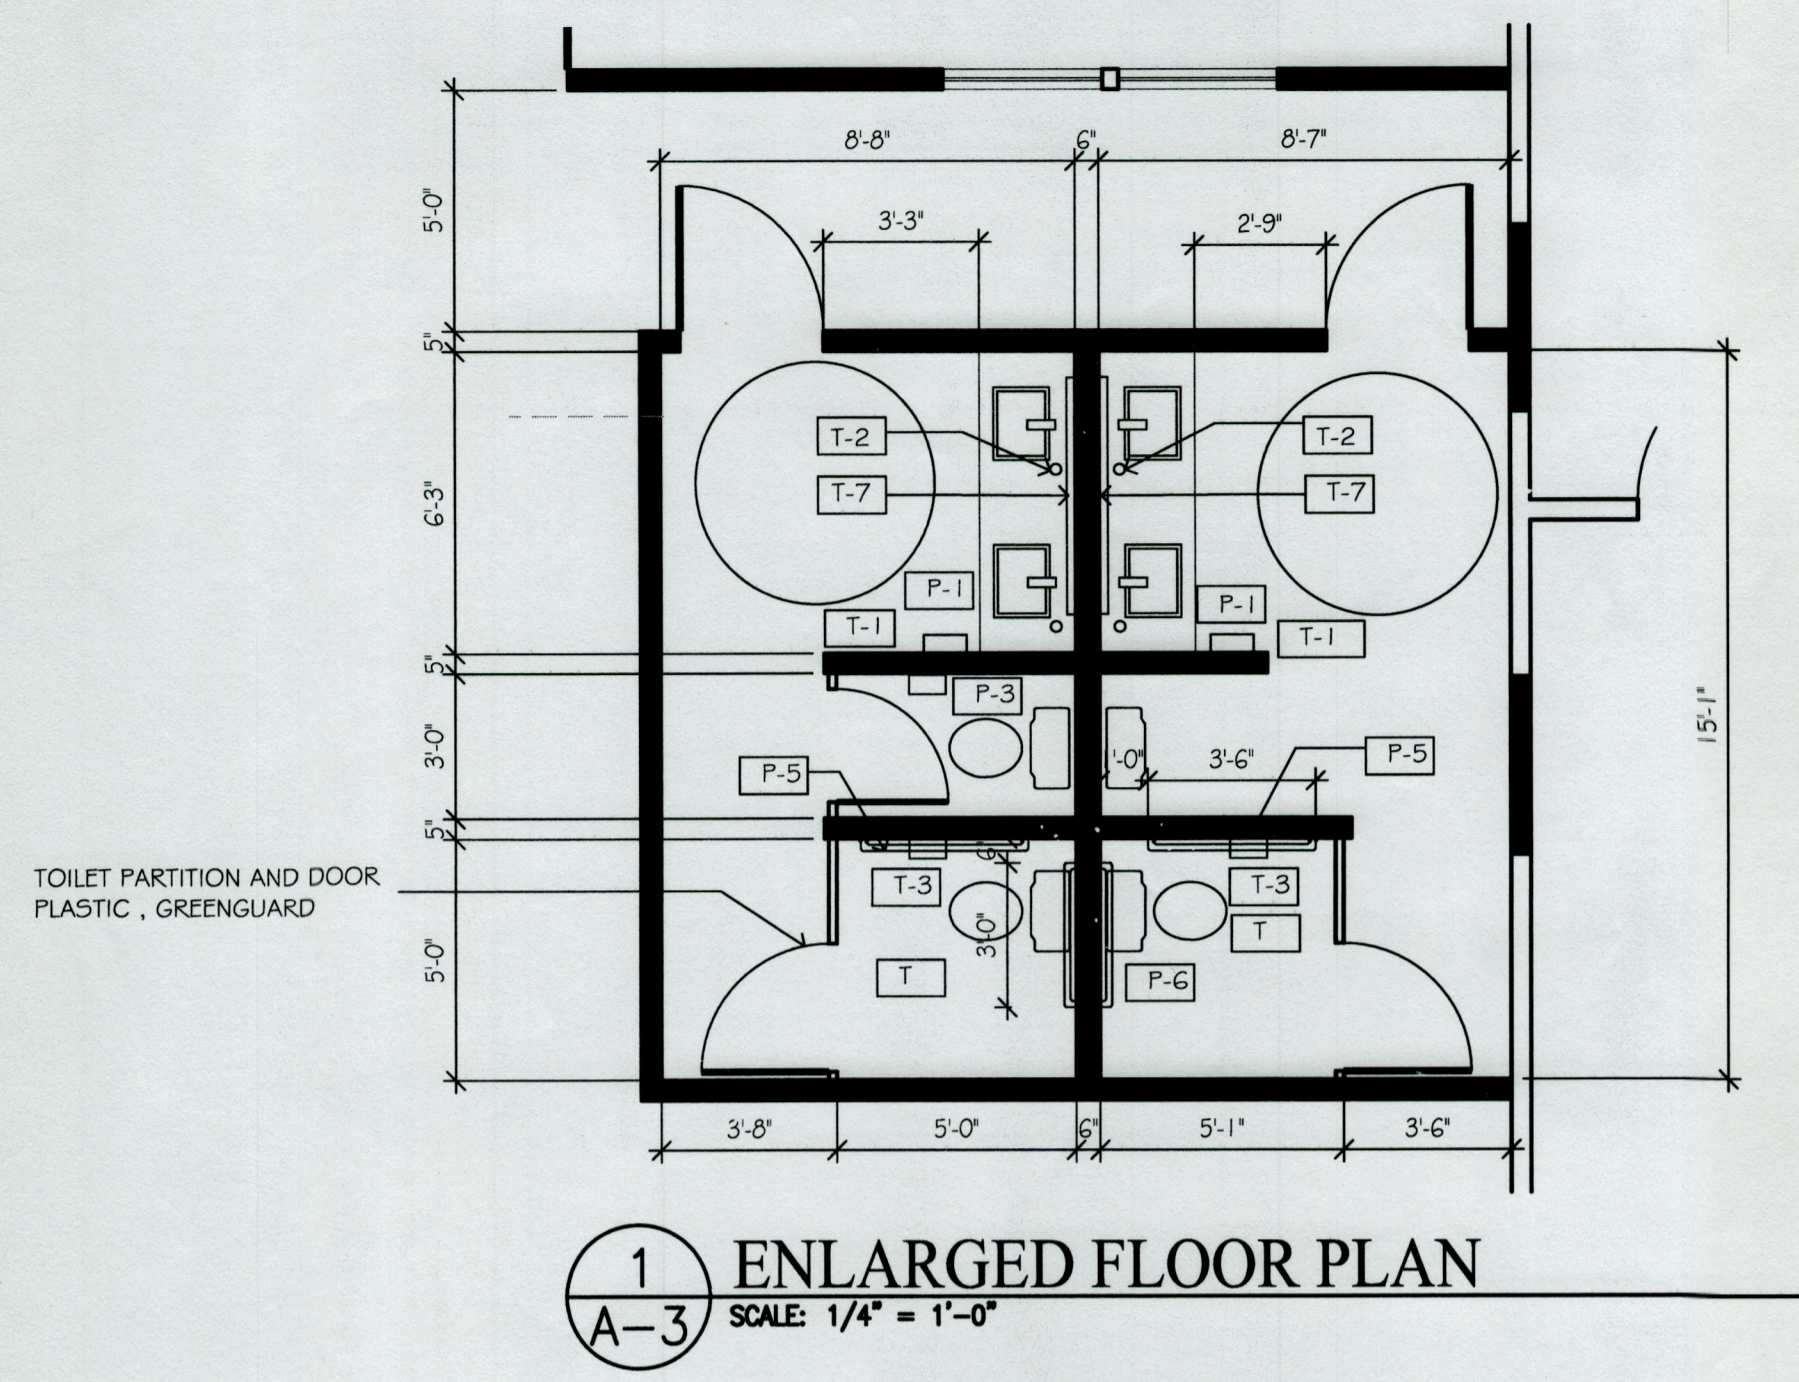 8'-8"
6"
8'-7"
5'-0"
3'-3"
2'-9"
5"
T-2
T-2
T-7
T-7
6'-3"
P-1
P-1
T-1
T-1
5"
P-3
15'-1"
3'-0"
'-0"
3'-6"
P-5
P-5
5"
6"
TOILET PARTITION AND DOOR
PLASTIC , GREENGUARD
T-3
T-3
T
3'-0"
5'-0"
T
P-6
3'-8"
5'-0"
6"
5'-1"
3'-6"
1
A-3
ENLARGED FLOOR PLAN
SCALE: 1/4" = 1'-0"